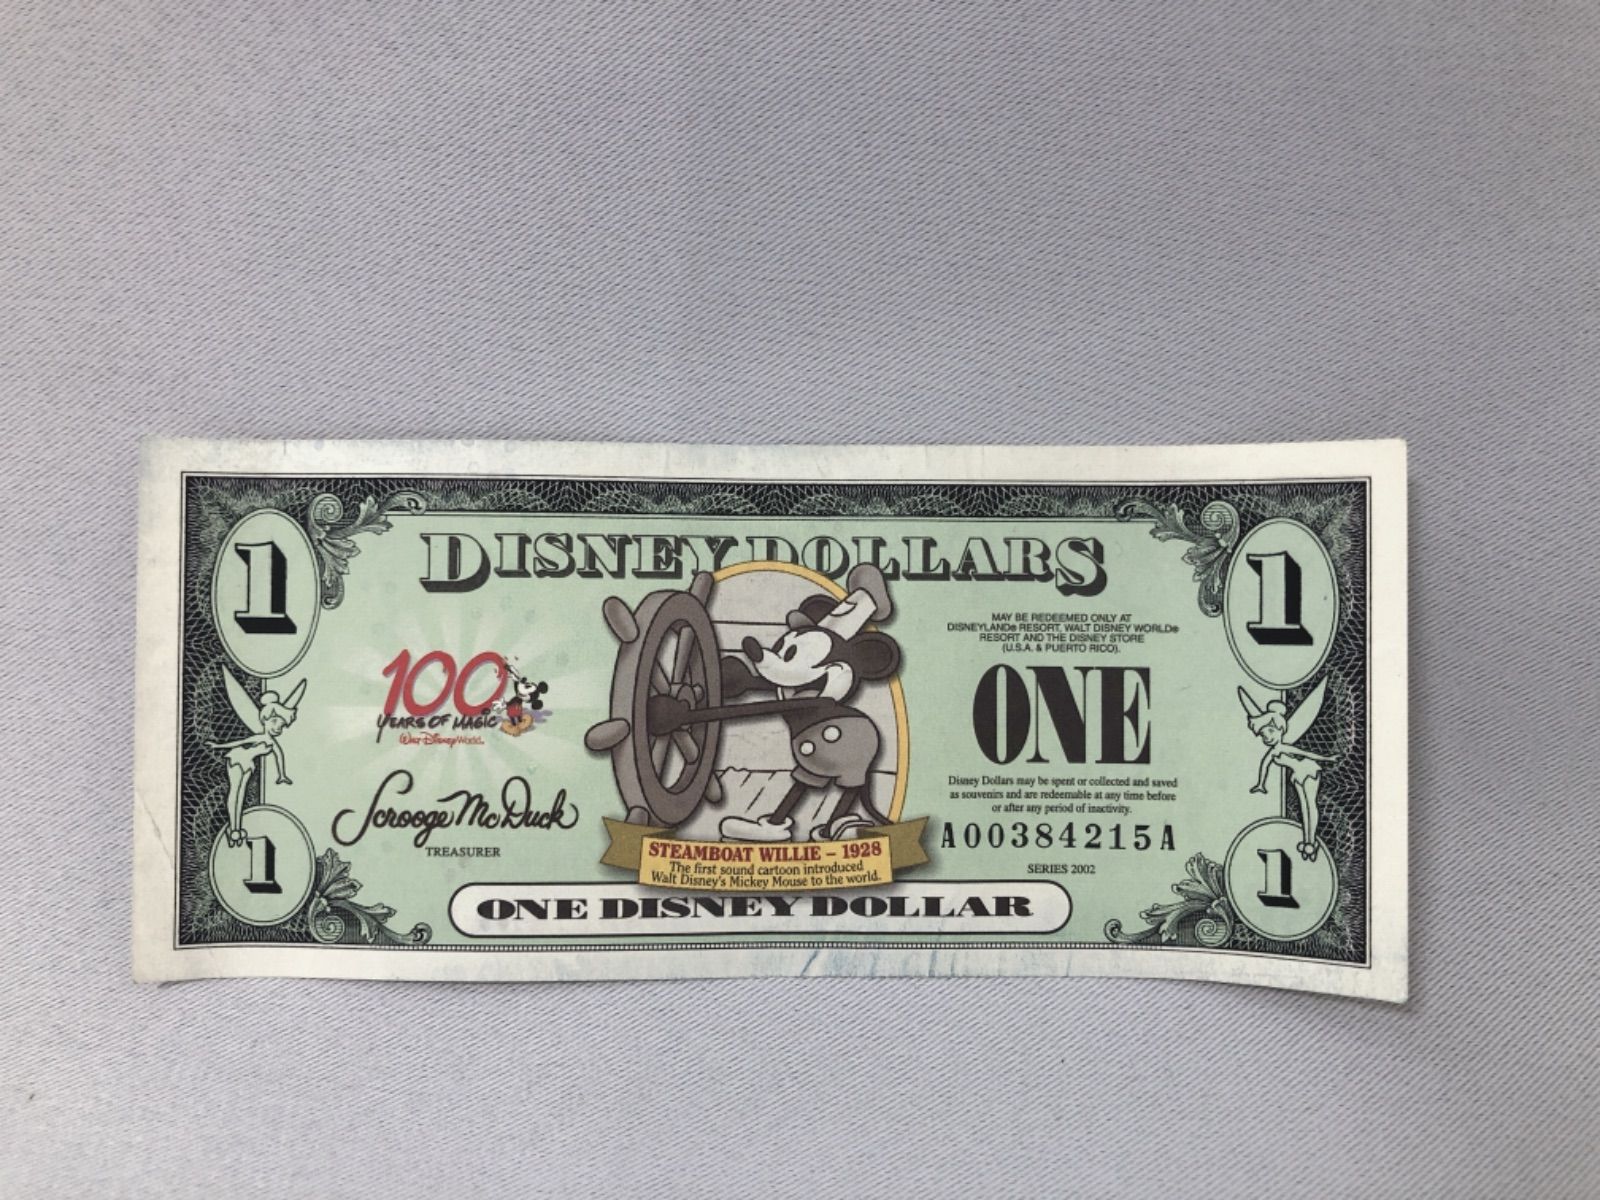 1
DISNEY DOLLARS
1
MAY BE REDEEMED ONLY AT
DISNEYLAND® RESORT, WALT DISNEY WORLD®
RESORT AND THE DISNEY STORE
(U.S.A. & PUERTO RICO).
100
YEARS OF MAGIC
Walt Disney World.
ONE
Disney Dollars may be spent or collected and saved
as souvenirs and are redeemable at any time before
or after any period of inactivity.
Scrooge McDuck
TREASURER
A00384215A
SERIES 2002
STEAMBOAT WILLIE – 1928
The first sound cartoon introduced
Walt Disney's Mickey Mouse to the world.
1
ONE DISNEY DOLLAR
1